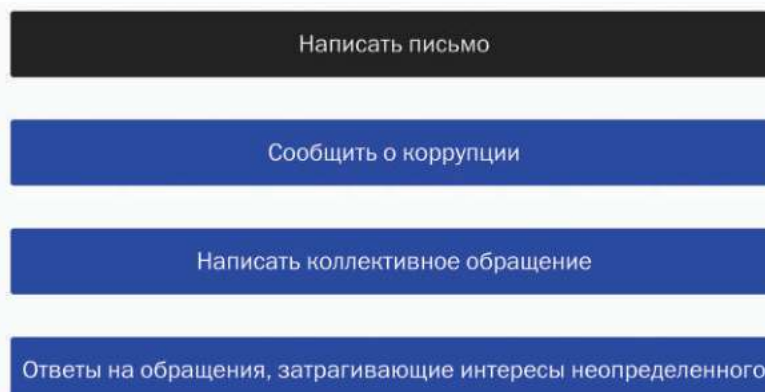 Написать письмо
Сообщить о коррупции
Написать коллективное обращение
Ответы на обращения, затрагивающие интересы неопределенного